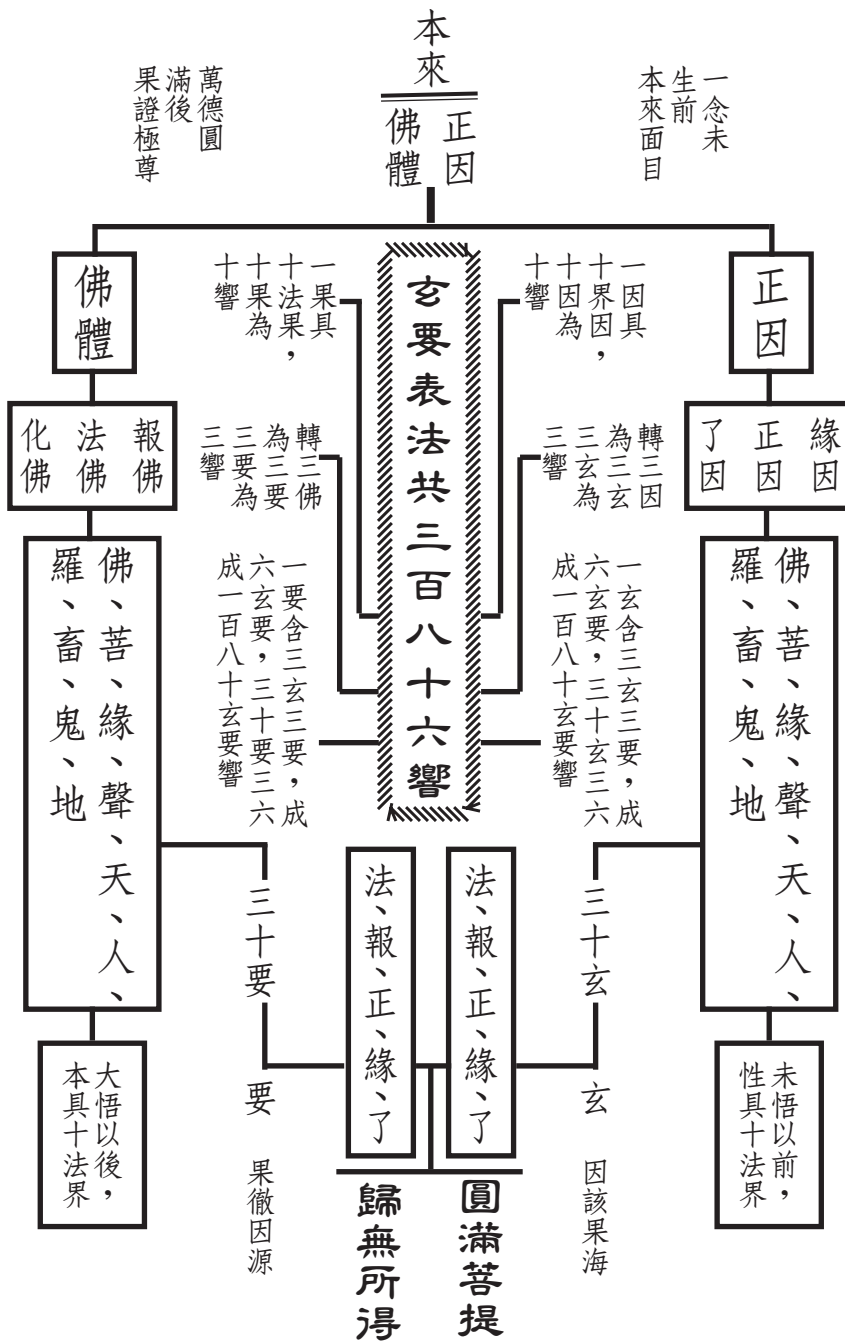 一念未
生前
本來面目
本來
正因
佛體
萬德圓
滿後
果證極尊
正因
緣因
正因
了因
佛、菩、緣、聲、天、人、
羅、畜、鬼、地
未悟以前，
性具十法界
一因具
十界因，
十因為
十響
轉三因
為三玄
三玄為
三響
一玄含三玄三要，成
六玄要，三十玄三六
成一百八十玄要響
三十玄
玄
因該果海
玄要表法共三百八十六響
法、報、正、緣、了
法、報、正、緣、了
圓滿菩提
歸無所得
一果具
十法果，
十果為
十響
轉三佛
為三要
三要為
三響
一要含三玄三要，成
六玄要，三十要三六
成一百八十玄要響
三十要
要
果徹因源
佛體
報佛
法佛
化佛
佛、菩、緣、聲、天、人、
羅、畜、鬼、地
大悟以後，
本具十法界